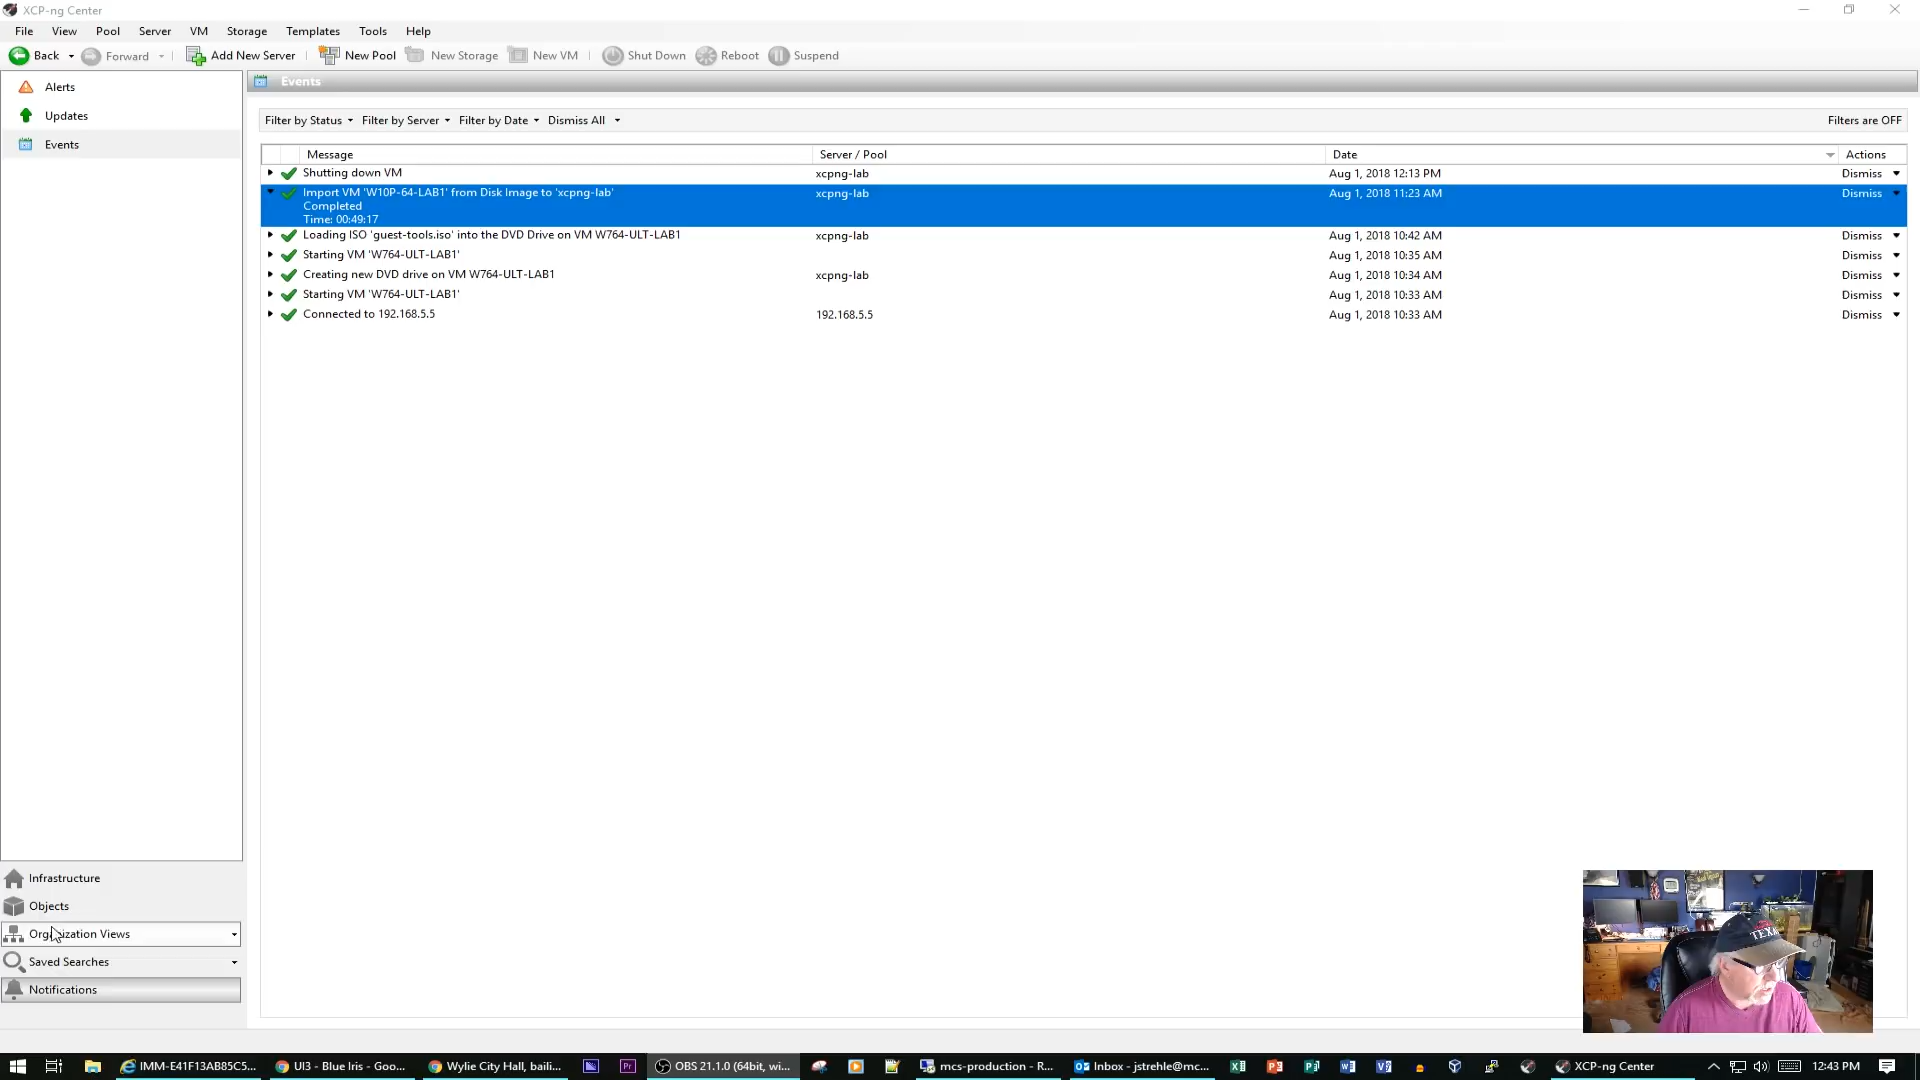 XCP-ng Center
File View Pool Server VM Storage Templates Tools Help
Back Forward Add New Server New Pool New Storage New VM Shut Down Reboot Suspend
Alerts
Updates
Events
Events
Filter by Status Filter by Server Filter by Date Dismiss All Filters are OFF
Message Server / Pool Date Actions
Shutting down VM xcpng-lab Aug 1, 2018 12:13 PM Dismiss
Import VM 'W10P-64-LAB1' from Disk Image to 'xcpng-lab' xcpng-lab Aug 1, 2018 11:23 AM Dismiss
Completed
Time: 00:49:17
Loading ISO 'guest-tools.iso' into the DVD Drive on VM W764-ULT-LAB1 xcpng-lab Aug 1, 2018 10:42 AM Dismiss
Starting VM 'W764-ULT-LAB1' Aug 1, 2018 10:35 AM Dismiss
Creating new DVD drive on VM W764-ULT-LAB1 xcpng-lab Aug 1, 2018 10:34 AM Dismiss
Starting VM 'W764-ULT-LAB1' Aug 1, 2018 10:33 AM Dismiss
Connected to 192.168.5.5 192.168.5.5 Aug 1, 2018 10:33 AM Dismiss
Infrastructure
Objects
Organization Views
Saved Searches
Notifications
TEXAS
IMM-E41F13AB85C5... UI3 - Blue Iris - Goo... Wylie City Hall, baili... Pr OBS 21.1.0 (64bit, wi... mcs-production - R... Inbox - jstrehle@mc... XCP-ng Center 12:43 PM